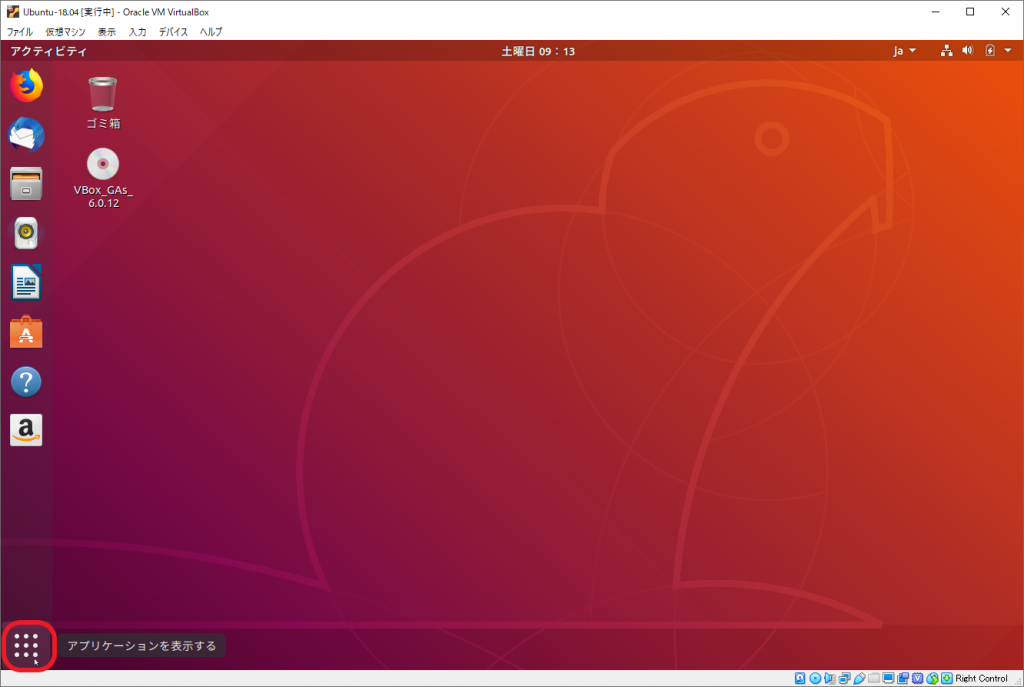 Ubuntu-18.04 [実行中] - Oracle VM VirtualBox
ファイル 仮想マシン 表示 入力 デバイス ヘルプ
アクティビティ 土曜日 09：13 ja
ゴミ箱
VBox_GAs_
6.0.12
アプリケーションを表示する
Right Control